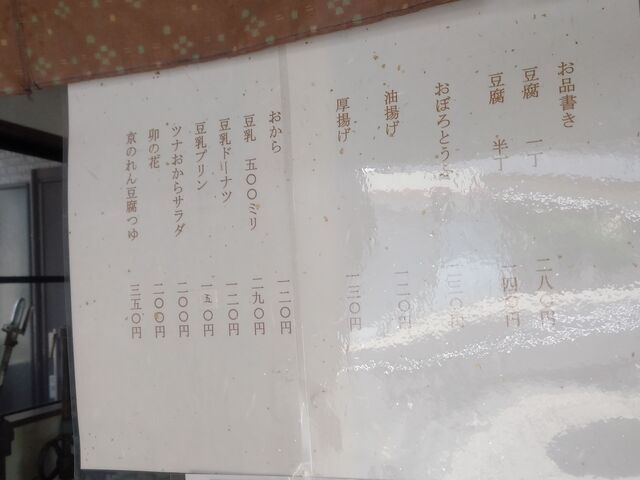 お品書き
豆腐 一丁 二八〇円
豆腐 半丁 一四〇円
おぼろとうふ
油揚げ 一二〇円
厚揚げ 一三〇円
おから 一二〇円
豆乳 五〇〇ミリ 二九〇円
豆乳ドーナツ 一二〇円
豆乳プリン 一五〇円
ツナおからサラダ 二〇〇円
卯の花 二〇〇円
京のれん豆腐つゆ 三五〇円